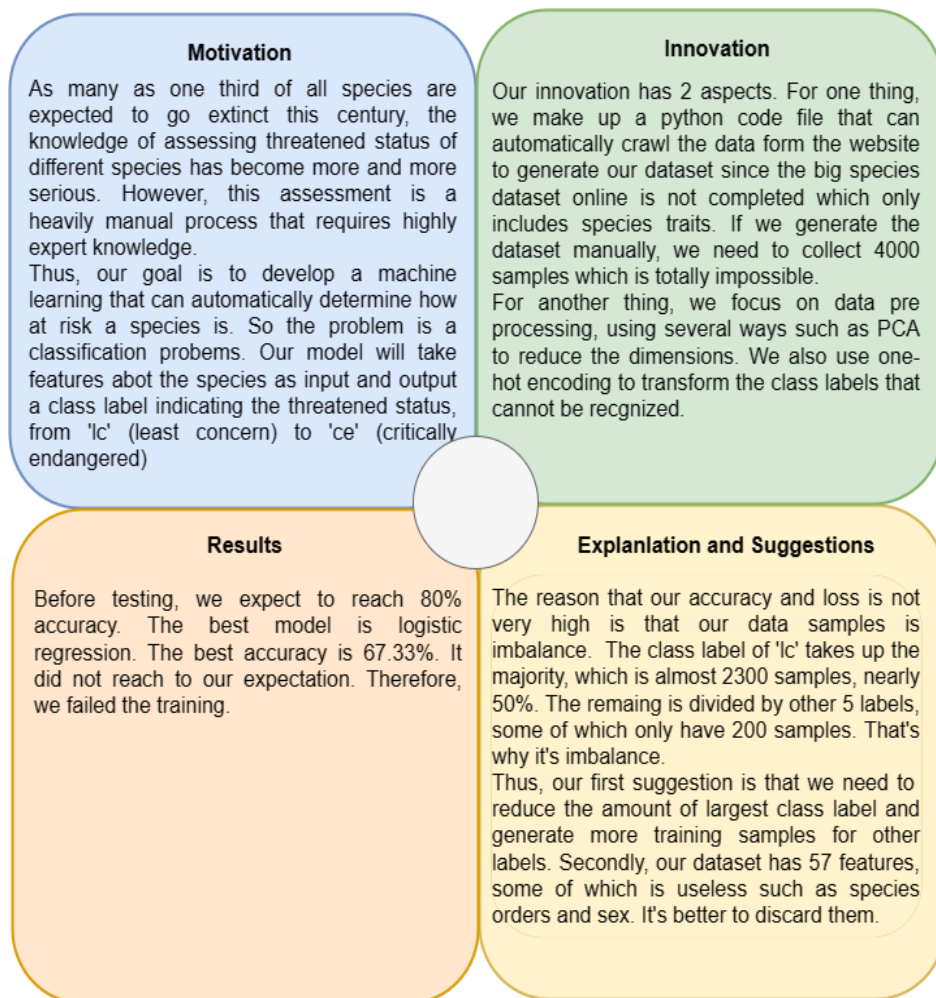 Motivation
As many as one third of all species are
expected to go extinct this century, the
knowledge of assessing threatened status of
different species has become more and more
serious. However, this assessment is a
heavily manual process that requires highly
expert knowledge.
Thus, our goal is to develop a machine
learning that can automatically determine how
at risk a species is. So the problem is a
classification probems. Our model will take
features abot the species as input and output
a class label indicating the threatened status,
from 'lc' (least concern) to 'ce' (critically
endangered)
Innovation
Our innovation has 2 aspects. For one thing,
we make up a python code file that can
automatically crawl the data form the website
to generate our dataset since the big species
dataset online is not completed which only
includes species traits. If we generate the
dataset manually, we need to collect 4000
samples which is totally impossible.
For another thing, we focus on data pre
processing, using several ways such as PCA
to reduce the dimensions. We also use one-
hot encoding to transform the class labels that
cannot be recgnized.
Results
Before testing, we expect to reach 80%
accuracy. The best model is logistic
regression. The best accuracy is 67.33%. It
did not reach to our expectation. Therefore,
we failed the training.
Explanlation and Suggestions
The reason that our accuracy and loss is not
very high is that our data samples is
imbalance. The class label of 'lc' takes up the
majority, which is almost 2300 samples, nearly
50%. The remaing is divided by other 5 labels,
some of which only have 200 samples. That's
why it's imbalance.
Thus, our first suggestion is that we need to
reduce the amount of largest class label and
generate more training samples for other
labels. Secondly, our dataset has 57 features,
some of which is useless such as species
orders and sex. It's better to discard them.